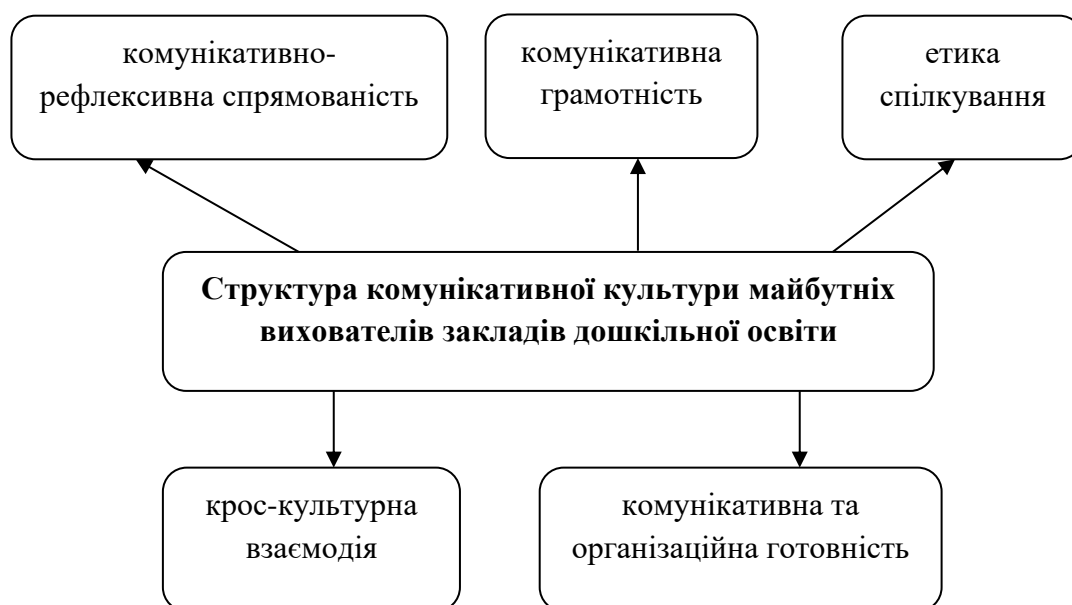 комунікативно-
рефлексивна спрямованість
комунікативна
грамотність
етика
спілкування
Структура комунікативної культури майбутніх
вихователів закладів дошкільної освіти
крос-культурна
взаємодія
комунікативна та
організаційна готовність